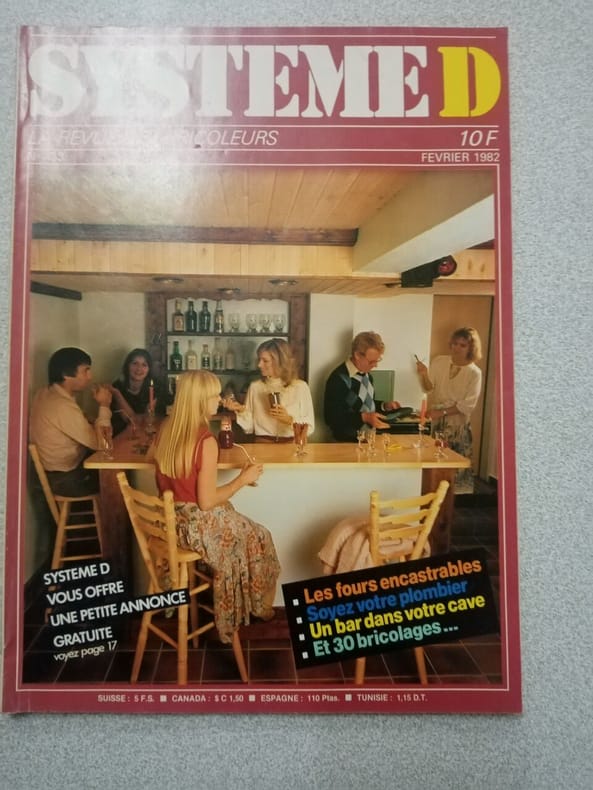 SYSTEME D
LA REVUE DES BRICOLEURS
10 F
FEVRIER 1982
SYSTEME D
VOUS OFFRE
UNE PETITE ANNONCE
GRATUITE
voyez page 17
Les fours encastrables
Soyez votre plombier
Un bar dans votre cave
Et 30 bricolages...
SUISSE : 5 F.S. ■ CANADA : $ C 1,50 ■ ESPAGNE : 110 Ptas. ■ TUNISIE : 1,15 D.T.